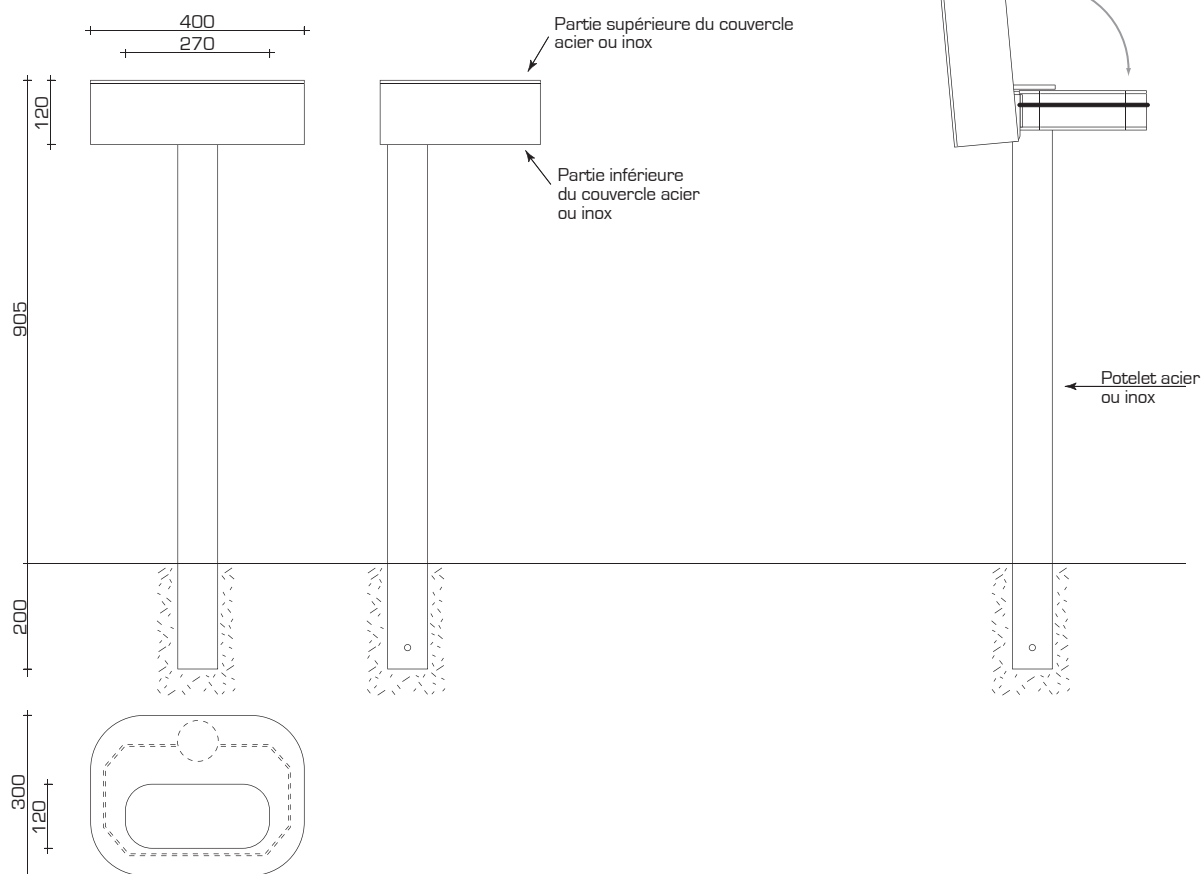 400
270
Partie supérieure du couvercle
acier ou inox
120
Partie inférieure
du couvercle acier
ou inox
905
Potelet acier
ou inox
200
300
120